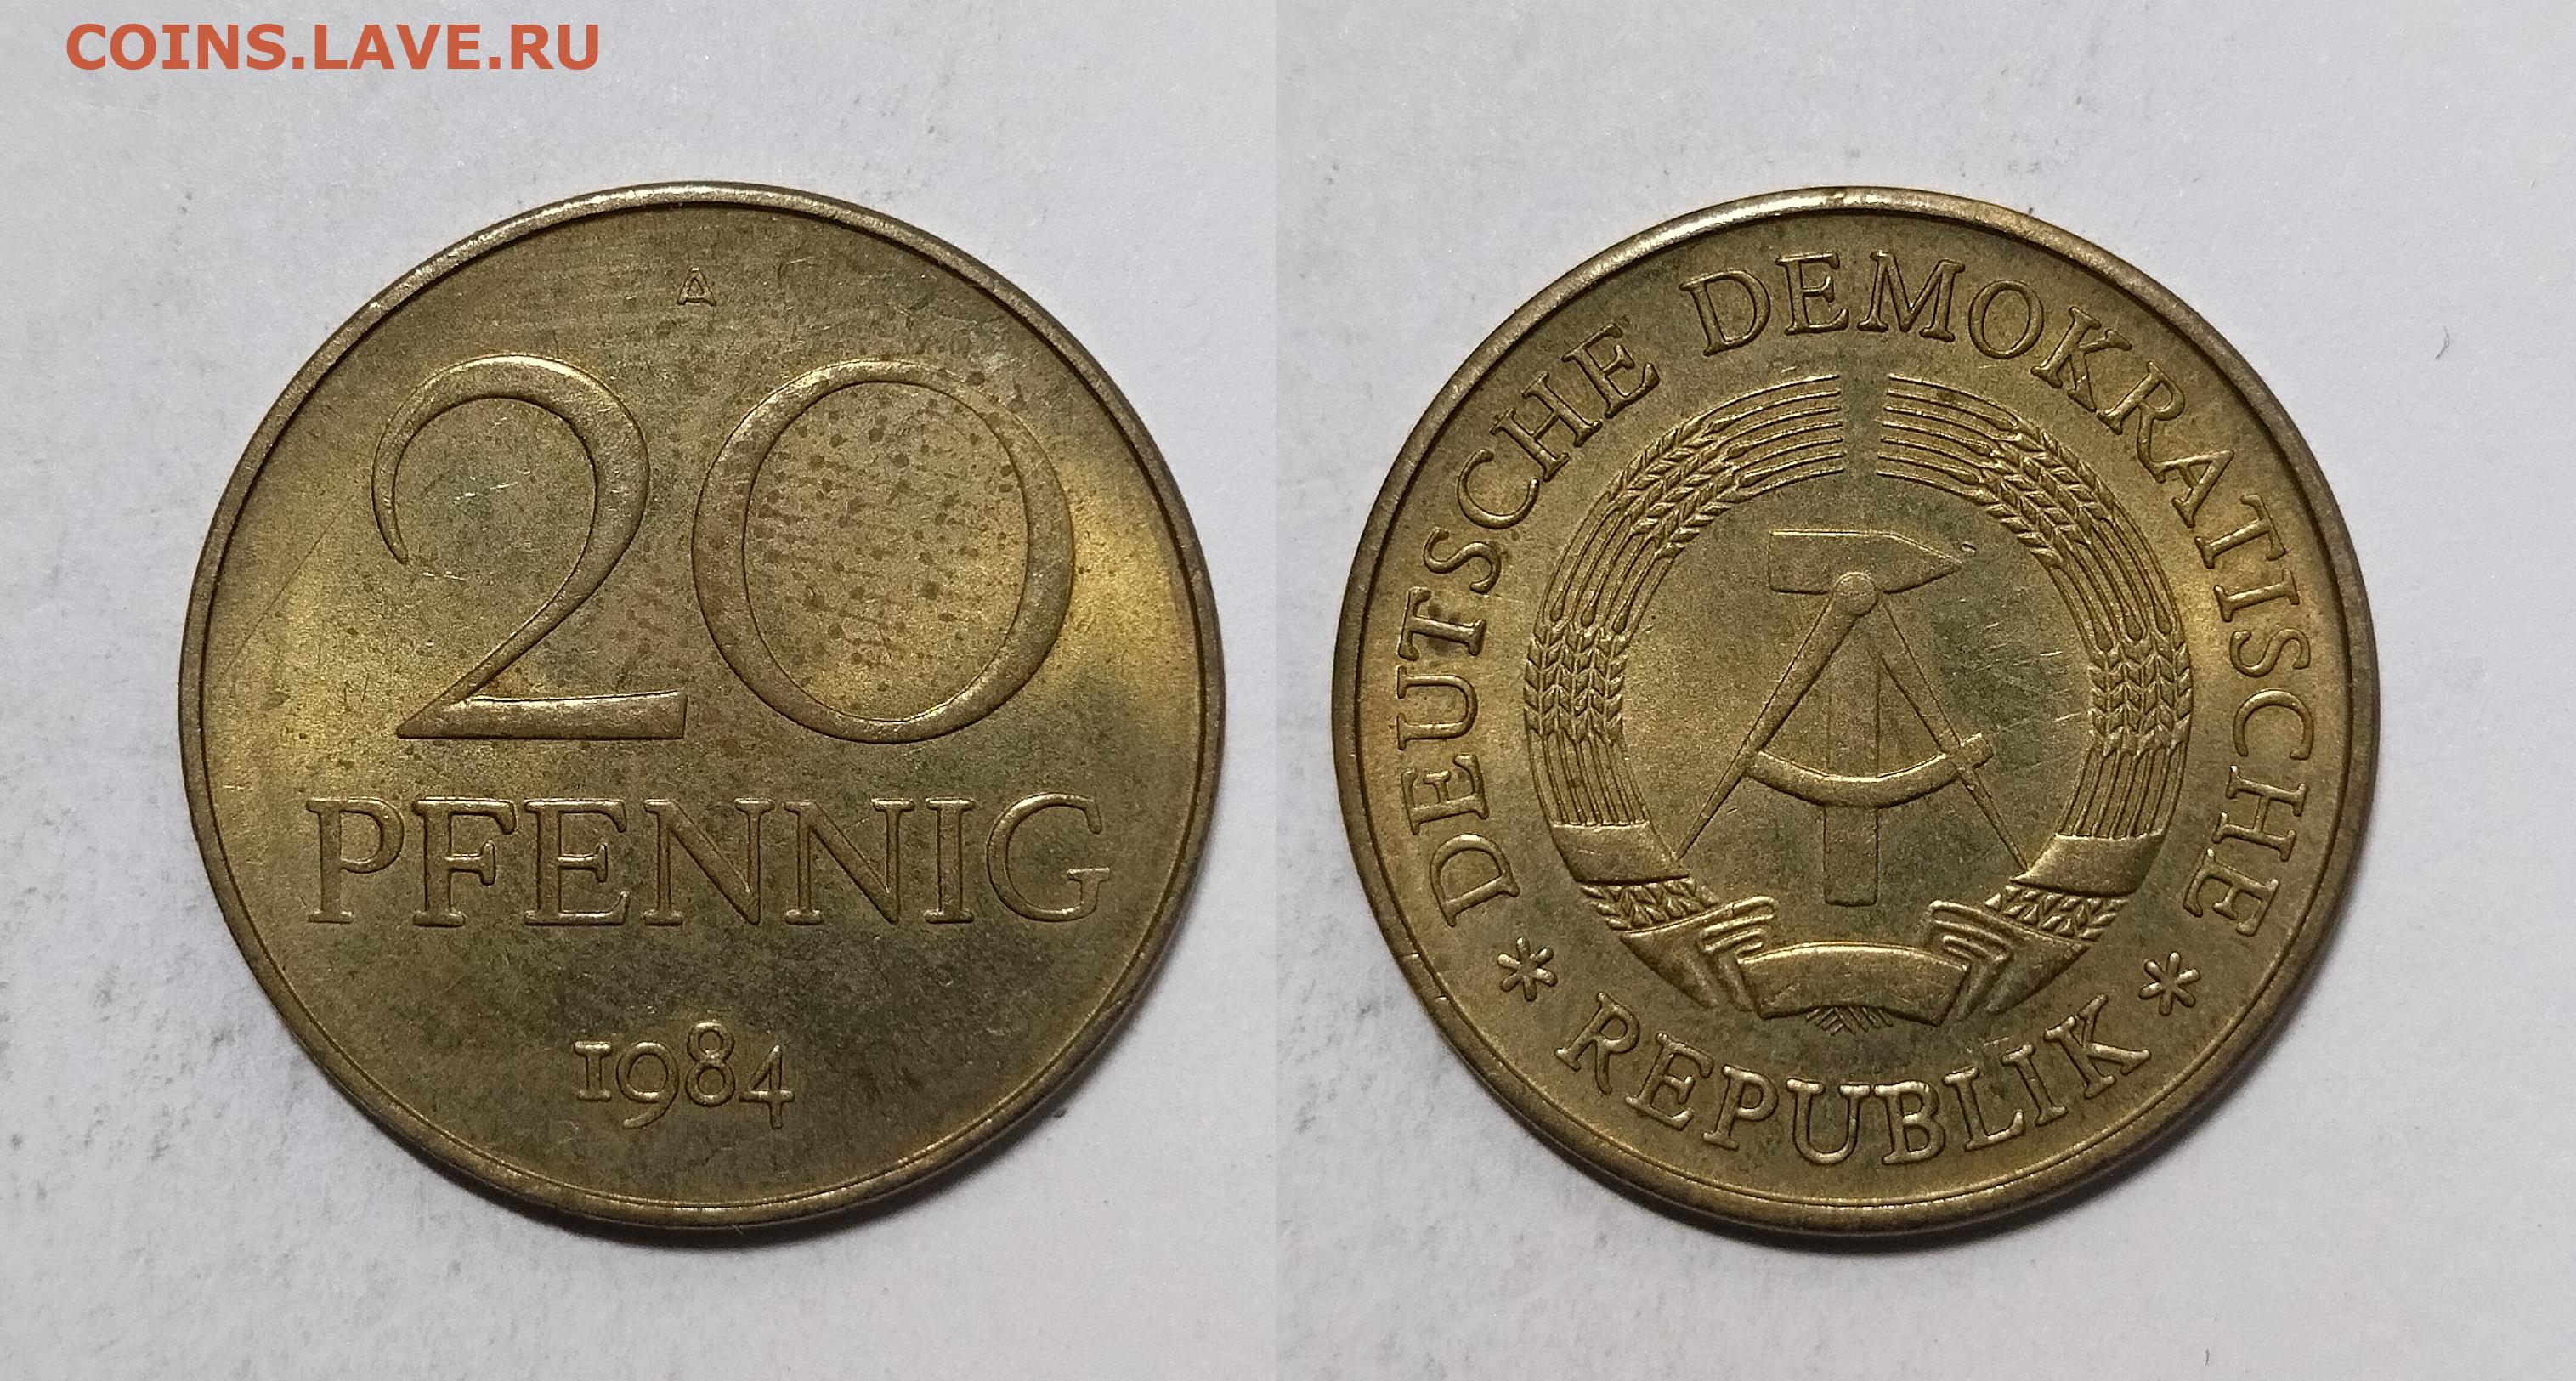 COINS.LAVE.RU
A
20
PFENNIG
1984
DEUTSCHE DEMOKRATISCHE
* REPUBLIK *